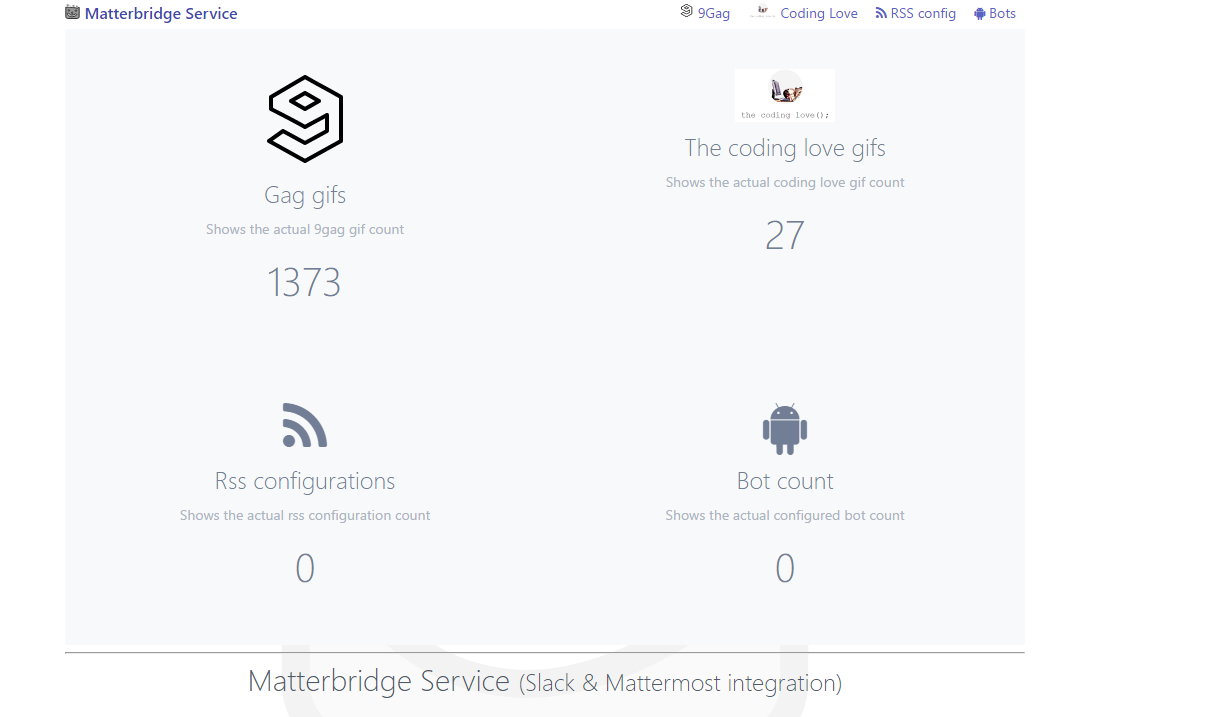 Matterbridge Service
9Gag
Coding Love
RSS config
Bots
the coding love();
Gag gifs
Shows the actual 9gag gif count
1373
The coding love gifs
Shows the actual coding love gif count
27
Rss configurations
Shows the actual rss configuration count
0
Bot count
Shows the actual configured bot count
0
Matterbridge Service (Slack & Mattermost integration)